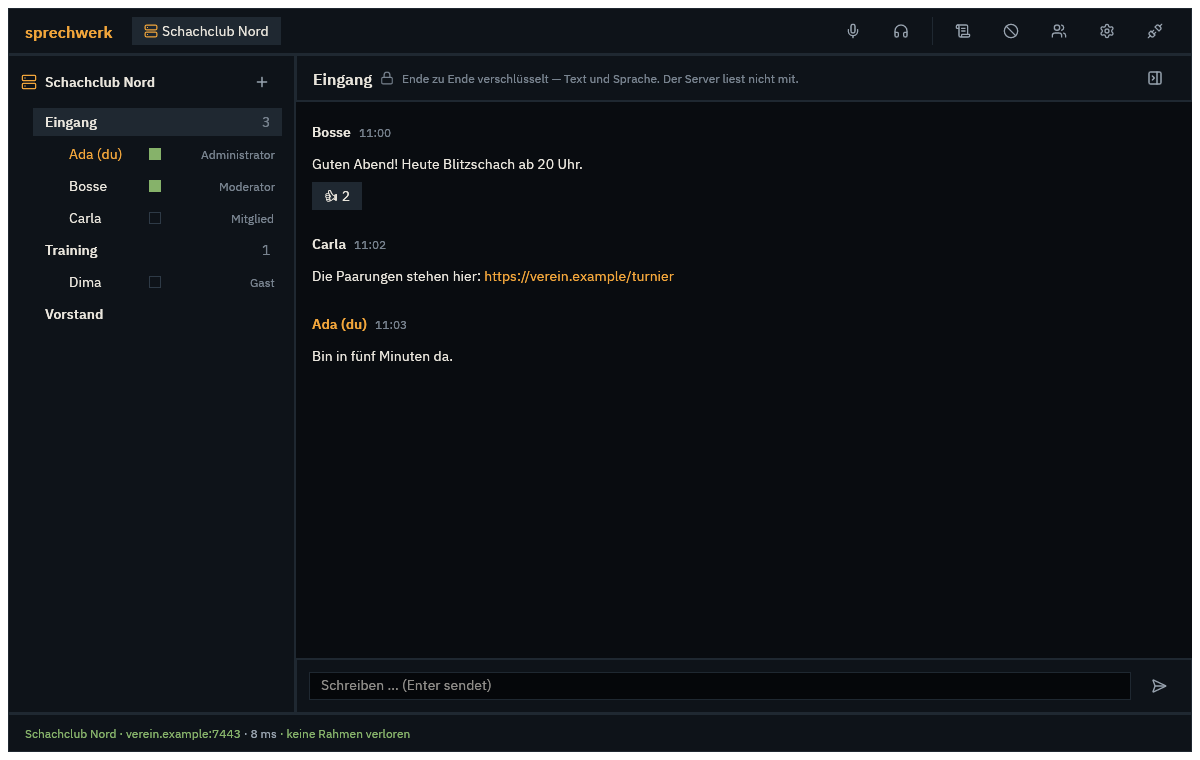 sprechwerk
Schachclub Nord
Schachclub Nord
Eingang 3
Ada (du) Administrator
Bosse Moderator
Carla Mitglied
Training 1
Dima Gast
Vorstand
Eingang Ende zu Ende verschlüsselt — Text und Sprache. Der Server liest nicht mit.
Bosse 11:00
Guten Abend! Heute Blitzschach ab 20 Uhr.
👍 2
Carla 11:02
Die Paarungen stehen hier: https://verein.example/turnier
Ada (du) 11:03
Bin in fünf Minuten da.
Schreiben ... (Enter sendet)
Schachclub Nord · verein.example:7443 · 8 ms · keine Rahmen verloren